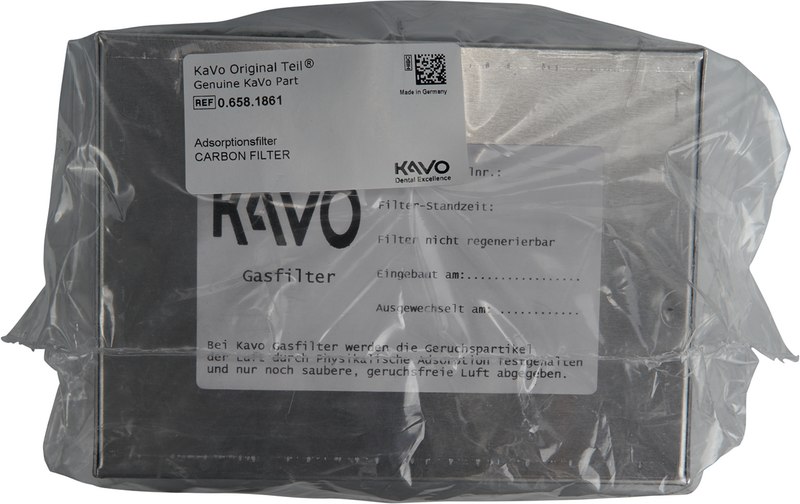 KaVo Original Teil®
Genuine KaVo Part
REF 0.658.1861
Made in Germany
Adsorptionsfilter
CARBON FILTER
KAVO
Dental Excellence
lnr.:
KAVO
Filter-Standzeit:
Filter nicht regenerierbar
Gasfilter
Eingebaut am:.................
Ausgewechselt am: ............
Bei Kavo Gasfilter werden die Geruchspartikel
der Luft durch Physikalische Adsorption festgehalten
und nur noch saubere, geruchsfreie Luft abgegeben.